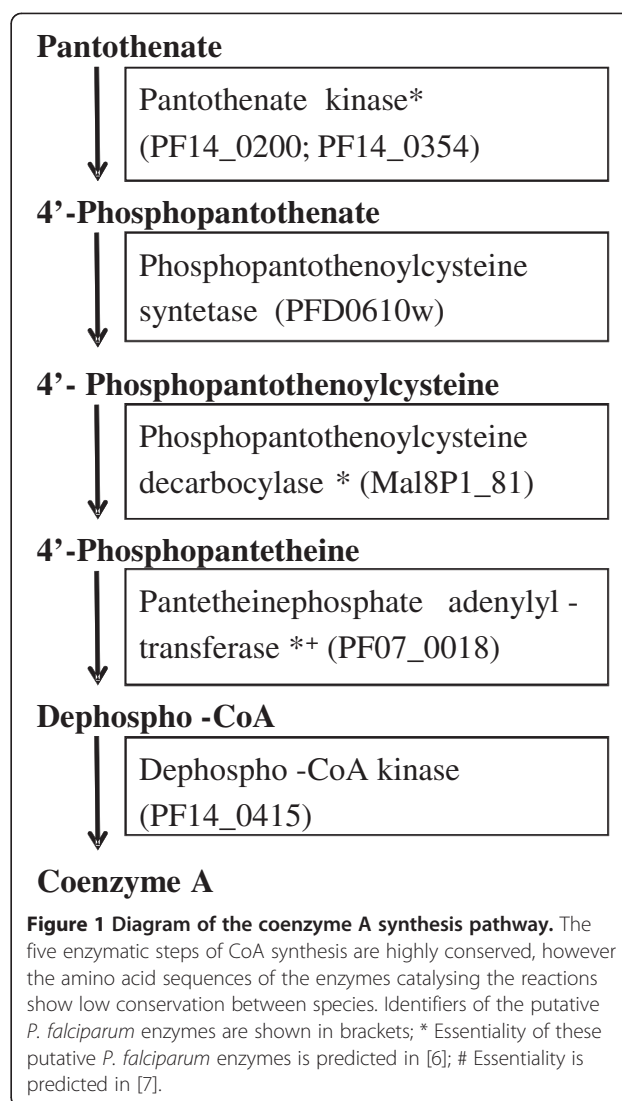 Pantothenate
Pantothenate kinase*
(PF14_0200; PF14_0354)
4’-Phosphopantothenate
Phosphopantothenoylcysteine
syntetase (PFD0610w)
4’- Phosphopantothenoylcysteine
Phosphopantothenoylcysteine
decarbocylase * (Mal8P1_81)
4’-Phosphopantetheine
Pantetheinephosphate adenylyl -
transferase *+ (PF07_0018)
Dephospho -CoA
Dephospho -CoA kinase
(PF14_0415)
Coenzyme A
Figure 1 Diagram of the coenzyme A synthesis pathway. The
five enzymatic steps of CoA synthesis are highly conserved, however
the amino acid sequences of the enzymes catalysing the reactions
show low conservation between species. Identifiers of the putative
P. falciparum enzymes are shown in brackets; * Essentiality of these
putative P. falciparum enzymes is predicted in [6]; # Essentiality is
predicted in [7].